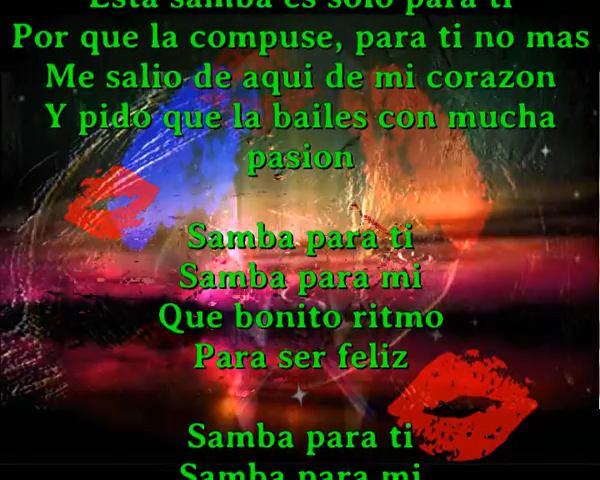 Esta samba es solo para ti
Por que la compuse, para ti no mas
Me salio de aqui de mi corazon
Y pido que la bailes con mucha
pasion
Samba para ti
Samba para mi
Que bonito ritmo
Para ser feliz
Samba para ti
Samba para mi